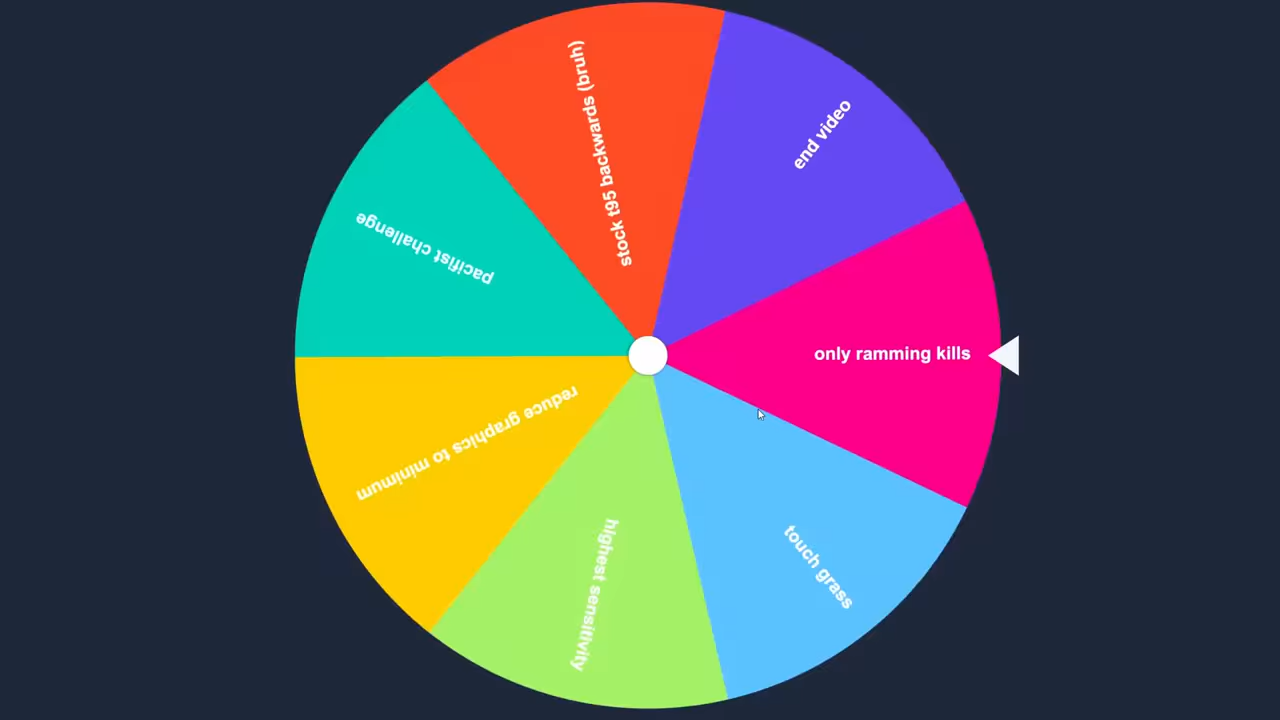 stock t95 backwards (bruh)
end video
pacifist challenge
only ramming kills
reduce graphics to minimum
highest sensitivity
touch grass